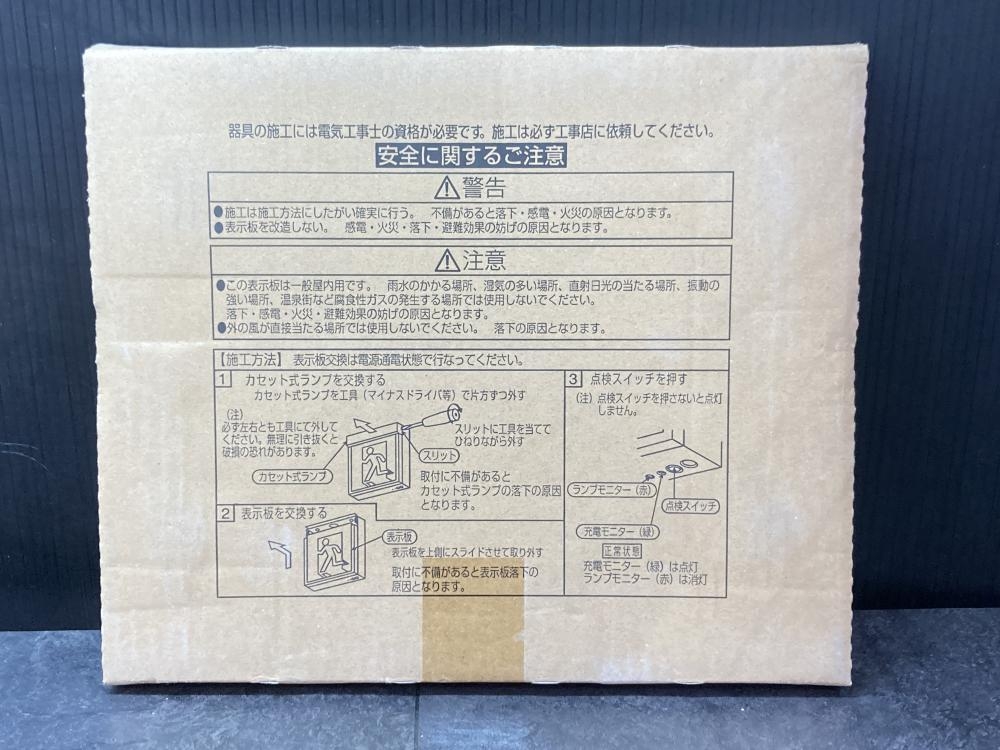 器具の施工には電気工事士の資格が必要です。施工は必ず工事店に依頼してください。
安全に関するご注意
⚠警告
●施工は施工方法にしたがい確実に行う。 不備があると落下・感電・火災の原因となります。
●表示板を改造しない。 感電・火災・落下・避難効果の妨げの原因となります。
⚠注意
●この表示板は一般屋内用です。 雨水のかかる場所、湿気の多い場所、直射日光の当たる場所、振動の
強い場所、温泉街など腐食性ガスの発生する場所では使用しないでください。
落下・感電・火災・避難効果の妨げの原因となります。
●外の風が直接当たる場所では使用しないでください。 落下の原因となります。
【施工方法】 表示板交換は電源通電状態で行なってください。
1 カセット式ランプを交換する
カセット式ランプを工具（マイナスドライバ等）で片方ずつ外す
（注）
必ず左右とも工具にて外して
ください。無理に引き抜くと
破損の恐れがあります。
スリットに工具を当てて
ひねりながら外す
スリット
カセット式ランプ
取付に不備があると
カセット式ランプの落下の原因
となります。
2 表示板を交換する
表示板
表示板を上側にスライドさせて取り外す
取付に不備があると表示板落下の
原因となります。
3 点検スイッチを押す
（注）点検スイッチを押さないと点灯
しません。
ランプモニター（赤）
点検スイッチ
充電モニター（緑）
正常状態
充電モニター（緑）は点灯
ランプモニター（赤）は消灯